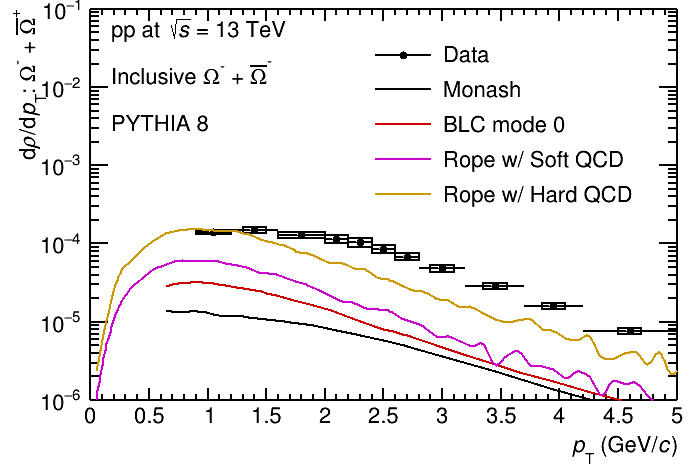 pp at √s = 13 TeV
Inclusive Ω⁻ + Ω̅⁻
PYTHIA 8
Data
Monash
BLC mode 0
Rope w/ Soft QCD
Rope w/ Hard QCD
dρ/dp_T: Ω⁻ + Ω̅⁺
10⁻¹
10⁻²
10⁻³
10⁻⁴
10⁻⁵
10⁻⁶
0 0.5 1 1.5 2 2.5 3 3.5 4 4.5 5
p_T (GeV/c)